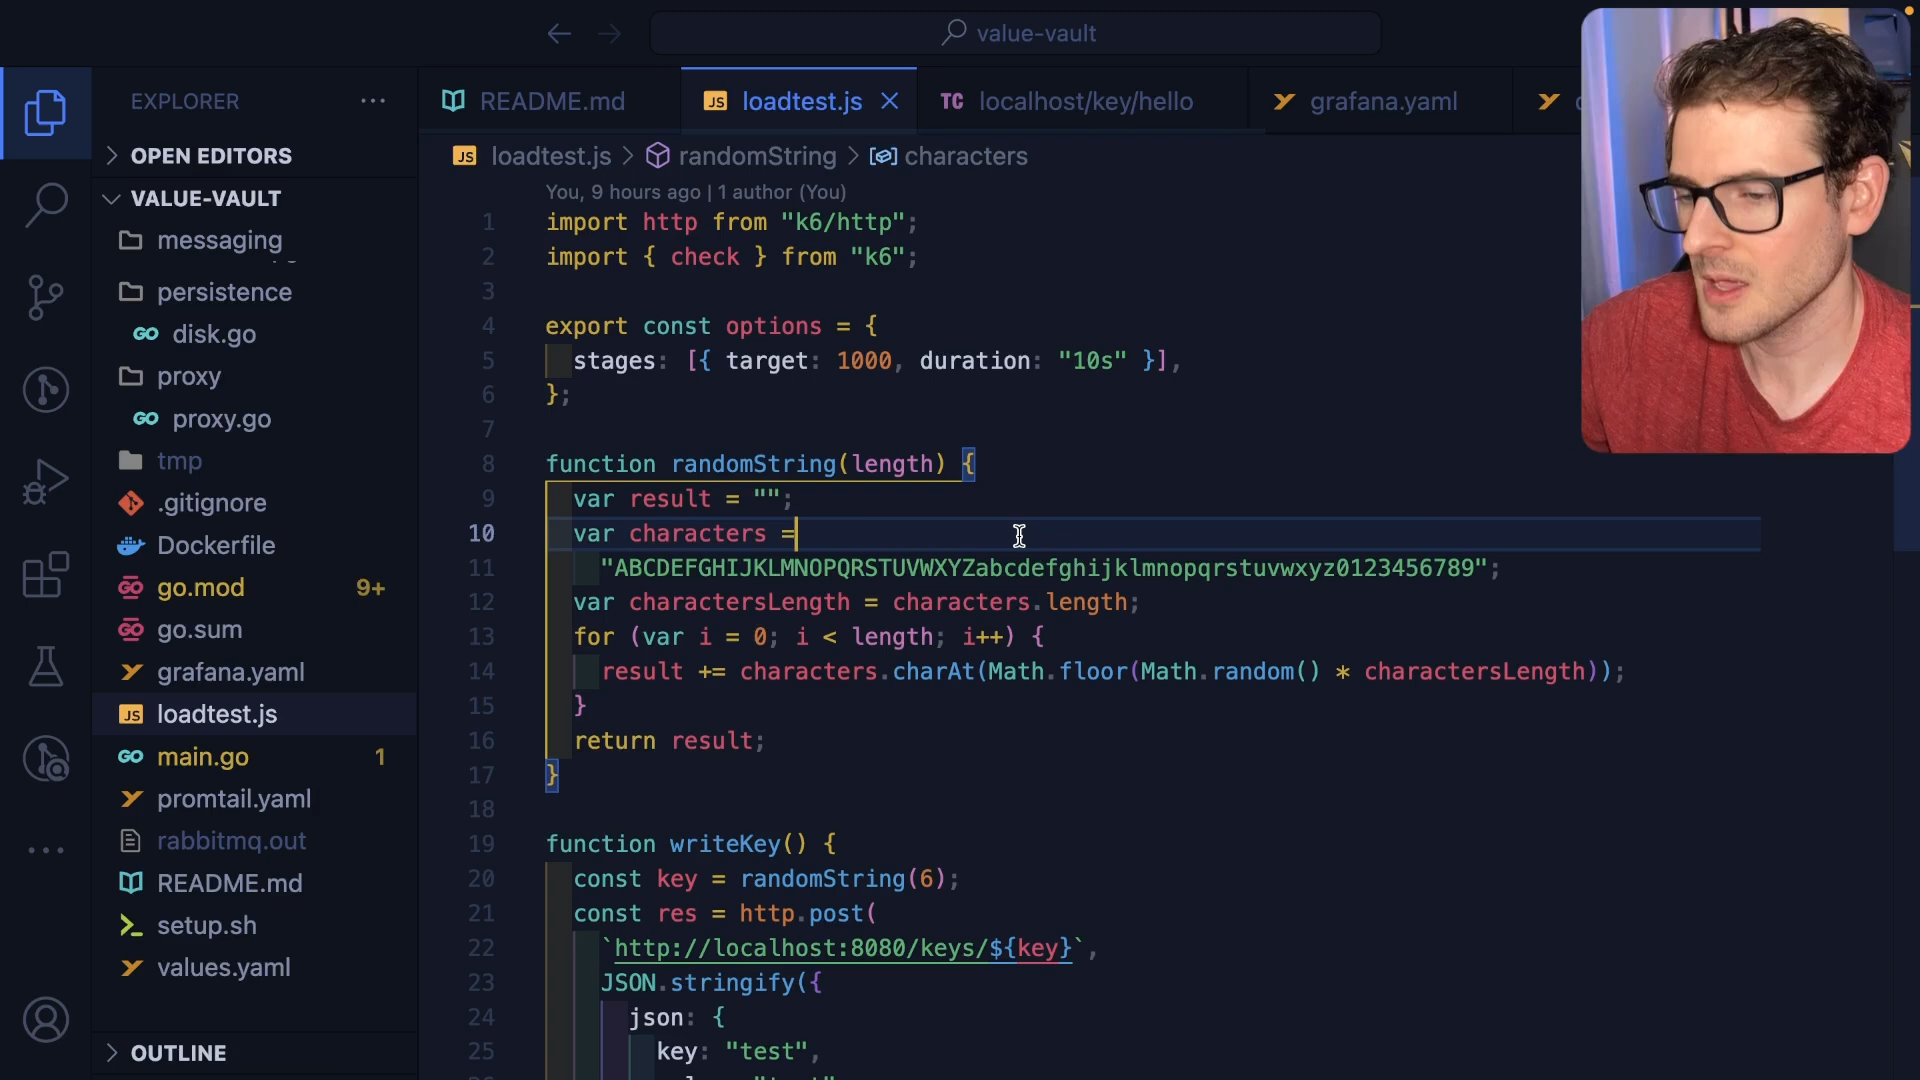 value-vault
EXPLORER
OPEN EDITORS
VALUE-VAULT
messaging
persistence
GO disk.go
proxy
GO proxy.go
tmp
.gitignore
Dockerfile
go.mod 9+
go.sum
grafana.yaml
JS loadtest.js
GO main.go 1
promtail.yaml
rabbitmq.out
README.md
setup.sh
values.yaml
OUTLINE
README.md
JS loadtest.js
TC localhost/key/hello
grafana.yaml
JS loadtest.js > randomString > characters
You, 9 hours ago | 1 author (You)
1 import http from "k6/http";
2 import { check } from "k6";
3
4 export const options = {
5 stages: [{ target: 1000, duration: "10s" }],
6 };
7
8 function randomString(length) {
9 var result = "";
10 var characters =
11 "ABCDEFGHIJKLMNOPQRSTUVWXYZabcdefghijklmnopqrstuvwxyz0123456789";
12 var charactersLength = characters.length;
13 for (var i = 0; i < length; i++) {
14 result += characters.charAt(Math.floor(Math.random() * charactersLength));
15 }
16 return result;
17 }
18
19 function writeKey() {
20 const key = randomString(6);
21 const res = http.post(
22 `http://localhost:8080/keys/${key}`,
23 JSON.stringify({
24 json: {
25 key: "test",